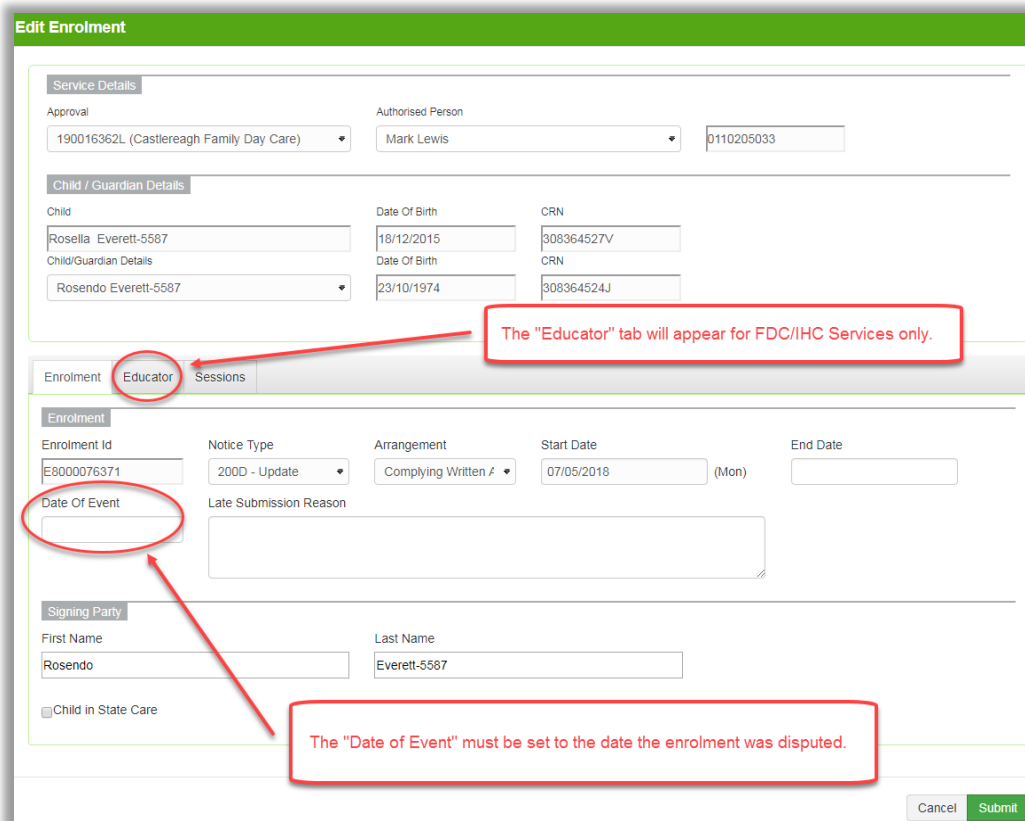 Edit Enrolment
Service Details
Approval Authorised Person
190016362L (Castlereagh Family Day Care) Mark Lewis 0110205033
Child / Guardian Details
Child Date Of Birth CRN
Rosella Everett-5587 18/12/2015 308364527V
Child/Guardian Details Date Of Birth CRN
Rosendo Everett-5587 23/10/1974 308364524J
The "Educator" tab will appear for FDC/IHC Services only.
Enrolment Educator Sessions
Enrolment
Enrolment Id Notice Type Arrangement Start Date End Date
E8000076371 200D - Update Complying Written A 07/05/2018 (Mon)
Date Of Event Late Submission Reason
Signing Party
First Name Last Name
Rosendo Everett-5587
Child in State Care
The "Date of Event" must be set to the date the enrolment was disputed.
Cancel Submit